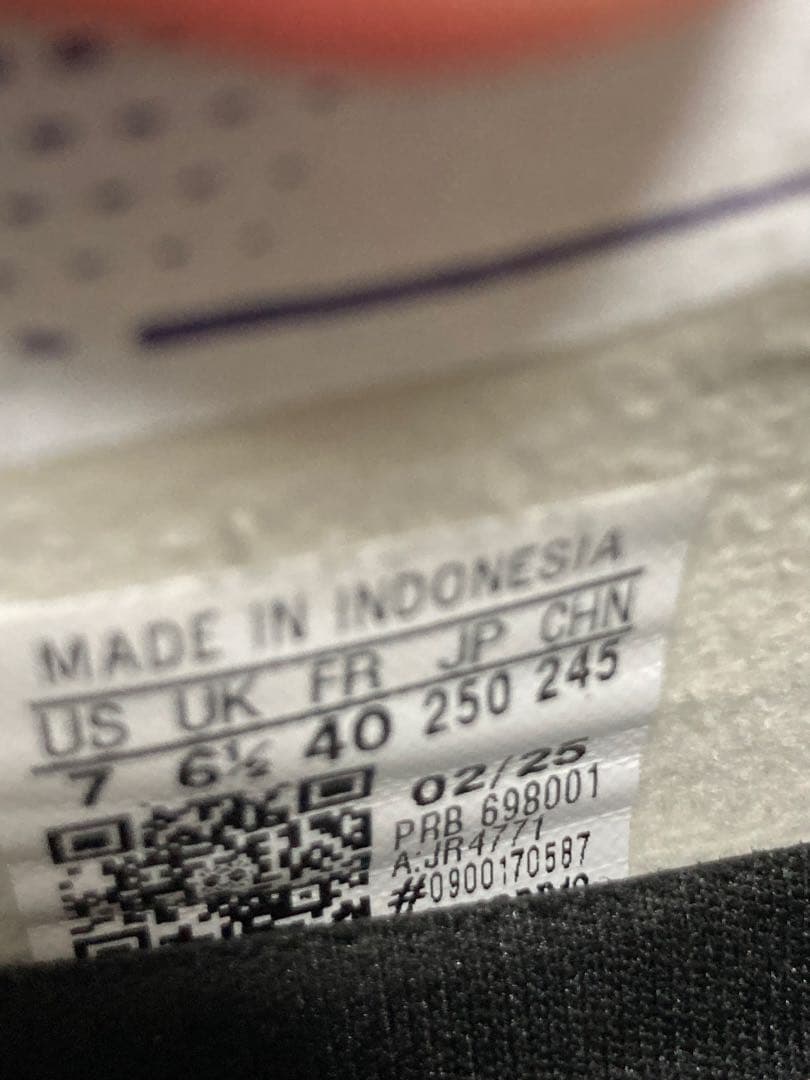 MADE IN INDONESIA
US UK FR JP CHN
7 6½ 40 250 245
02/25
PRB 698001
A:JR4771
#0900170587